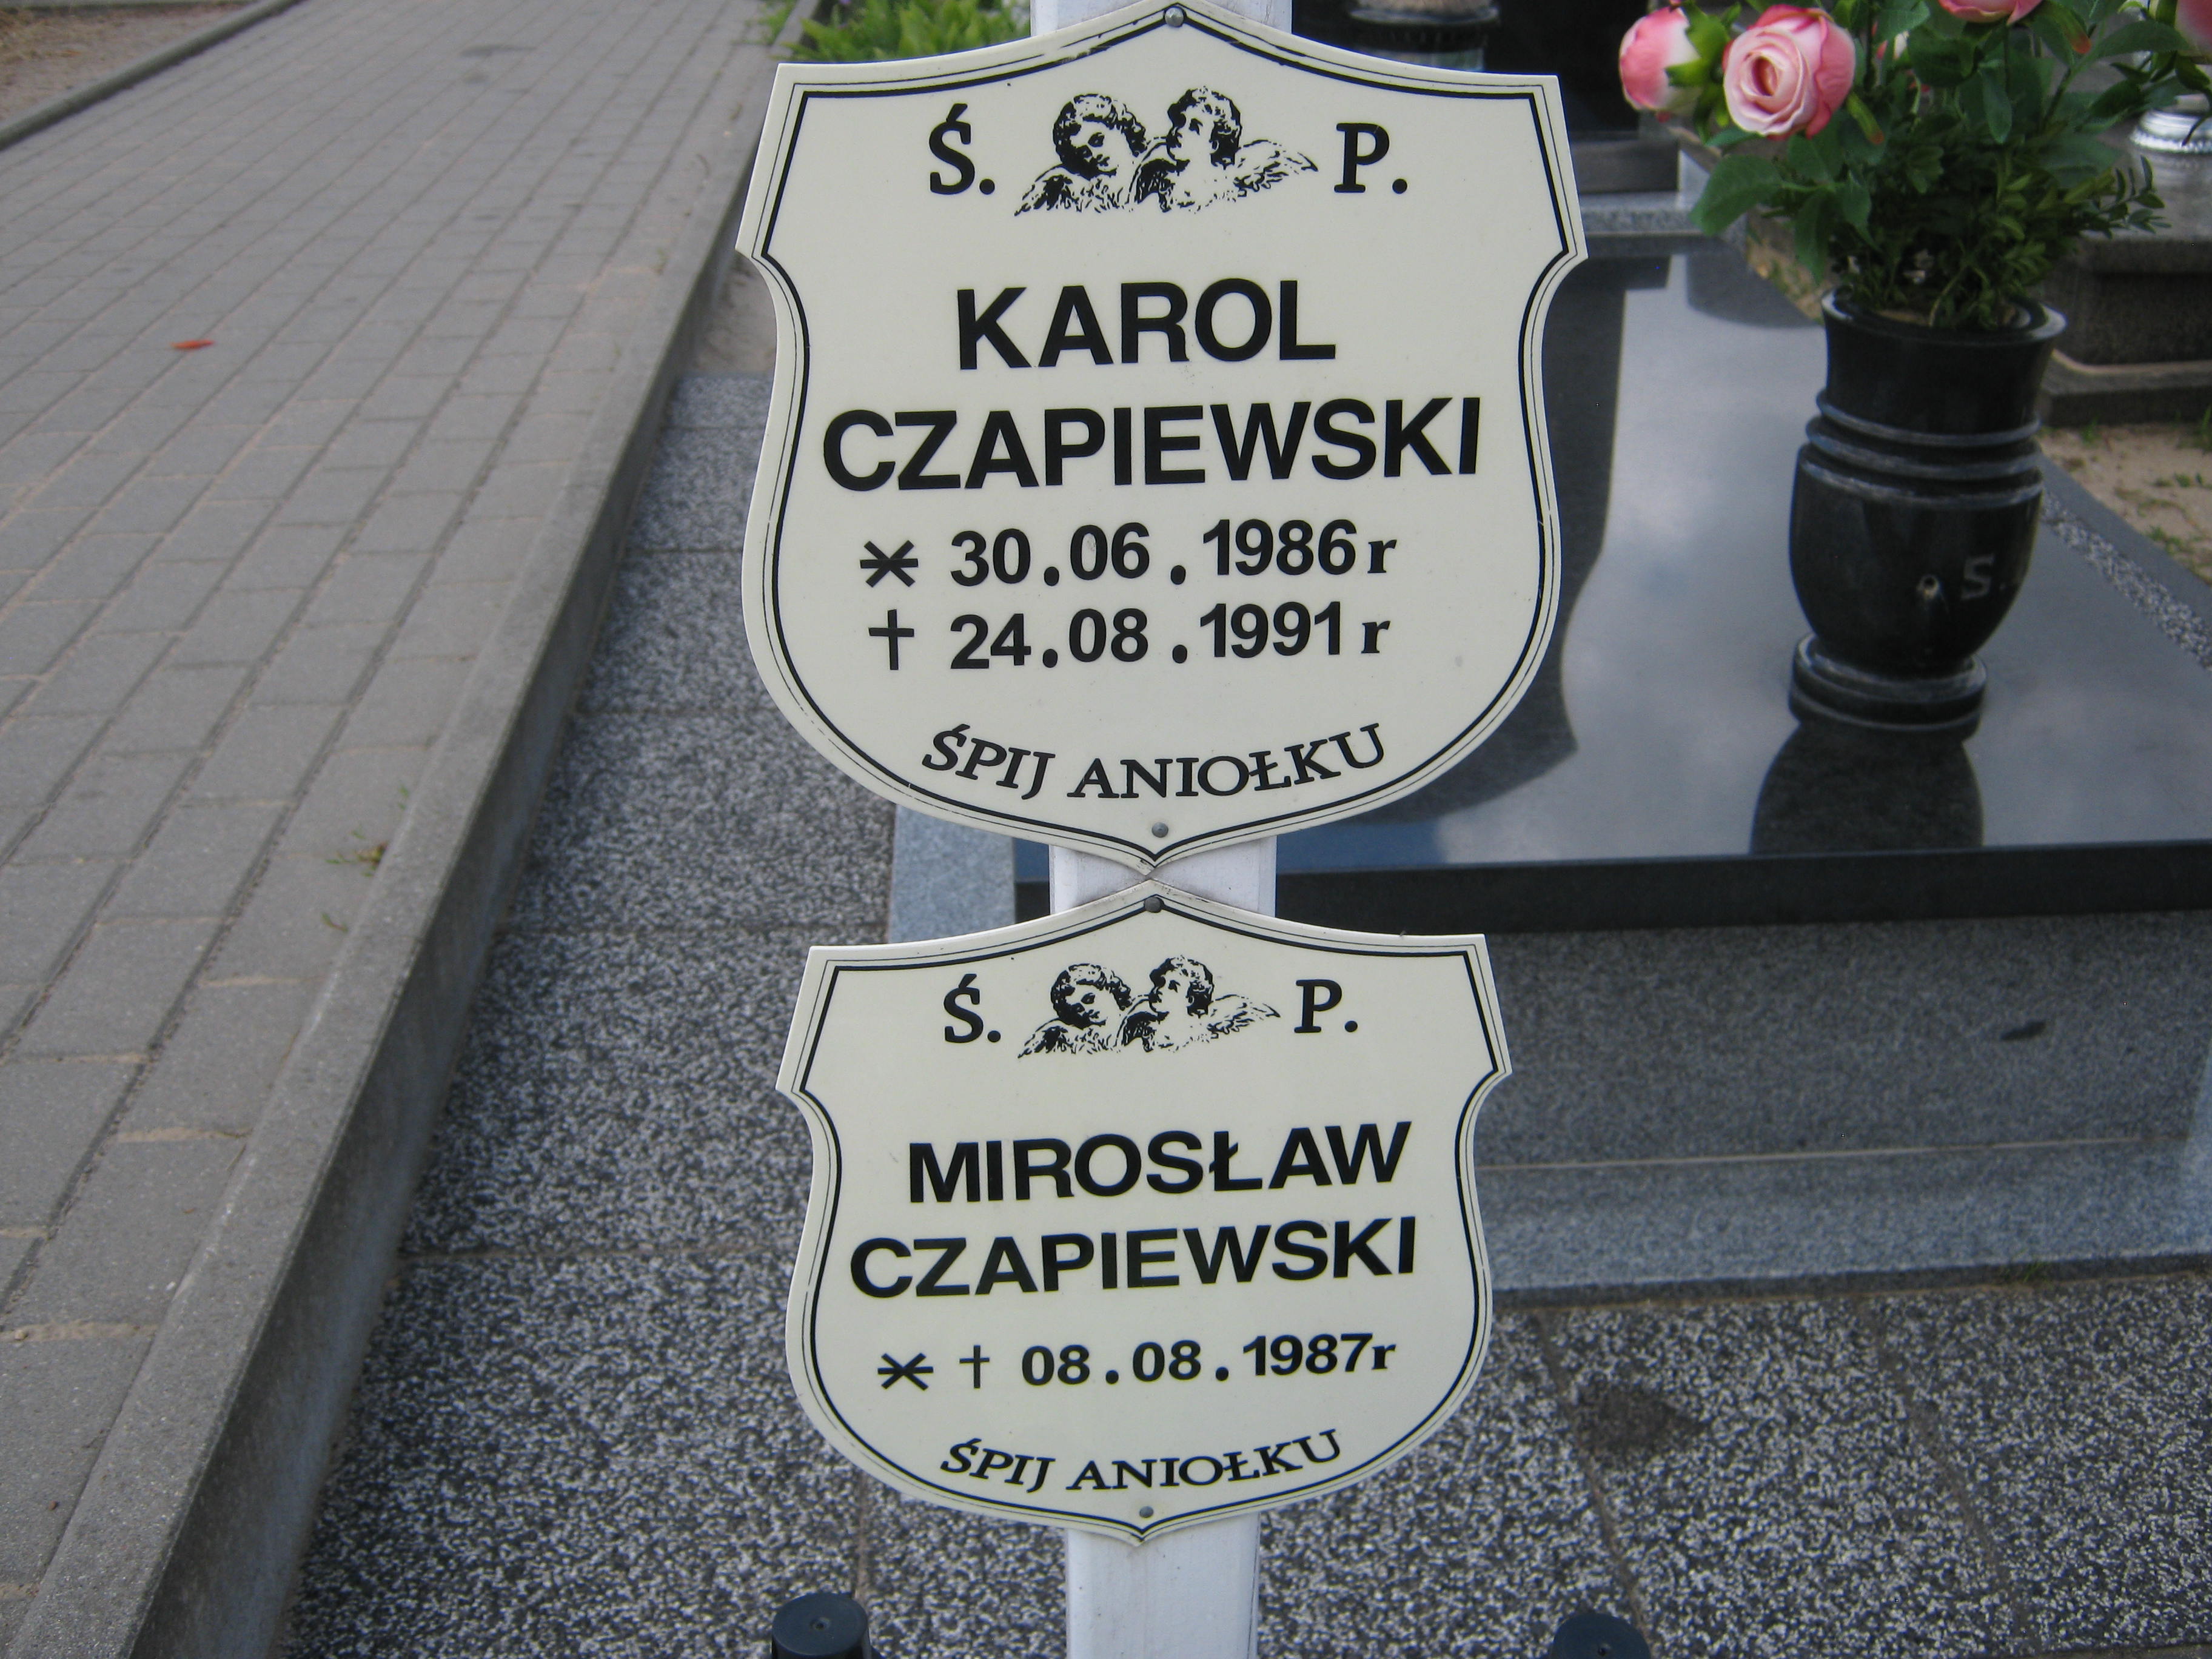 Ś. P.
KAROL
CZAPIEWSKI
* 30.06.1986r
† 24.08.1991r
ŚPIJ ANIOŁKU
Ś. P.
MIROSŁAW
CZAPIEWSKI
* † 08.08.1987r
ŚPIJ ANIOŁKU
S.